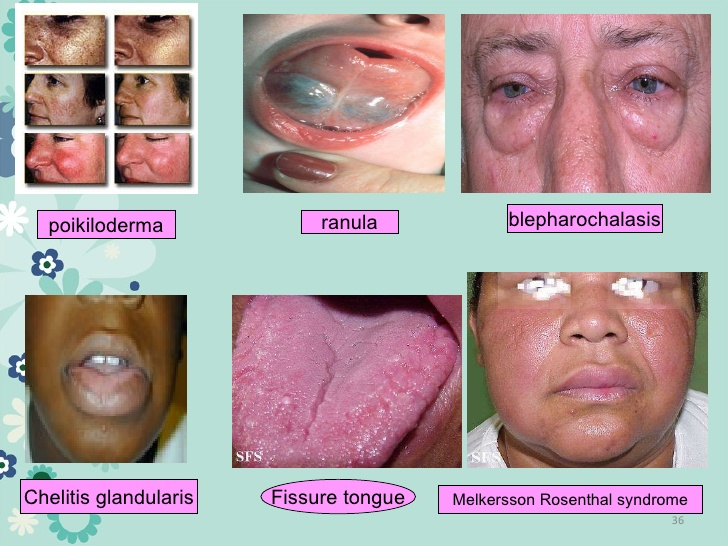 poikiloderma
ranula
blepharochalasis
SFS
SFS
Chelitis glandularis
Fissure tongue
Melkersson Rosenthal syndrome
36